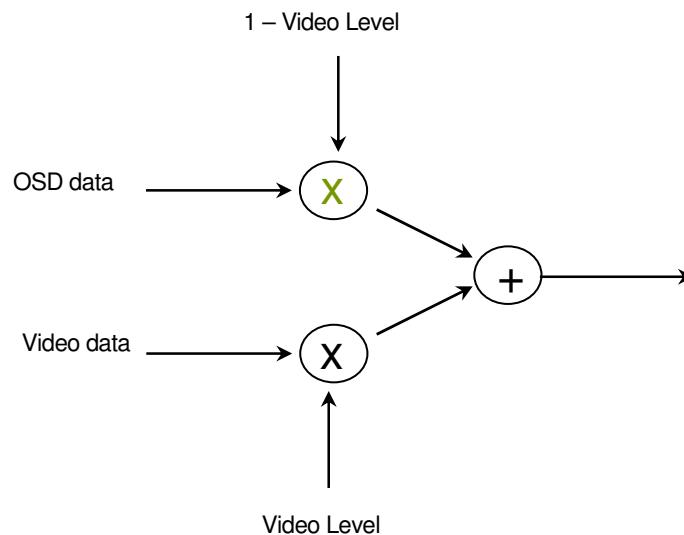 1 – Video Level
OSD data
X
+
Video data
X
Video Level